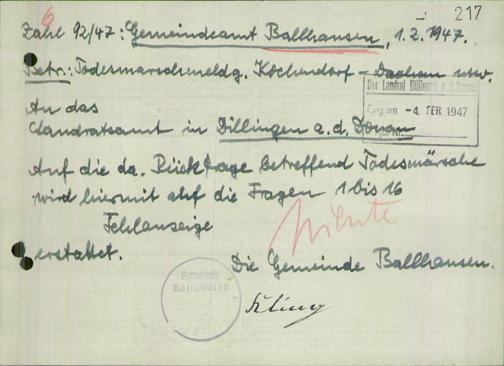 217
6
Zahl 92/47: Gemeindeamt Ballhausen, 1.2.1947.
Betr.: Todesmarschmeldg. Kochendorf – Dachau usw.
Der Landrat Dillingen a.d. Donau
Eing. am -4. FEB. 1947
An das
Landratsamt in Dillingen a.d. Donau
Auf die da. Rückfrage betreffend Todesmärsche
wird hiermit auf die Fragen 1 bis 16
Fehlanzeige
erstattet.
Die Gemeinde Ballhausen.
Gemeinde
Ballhausen